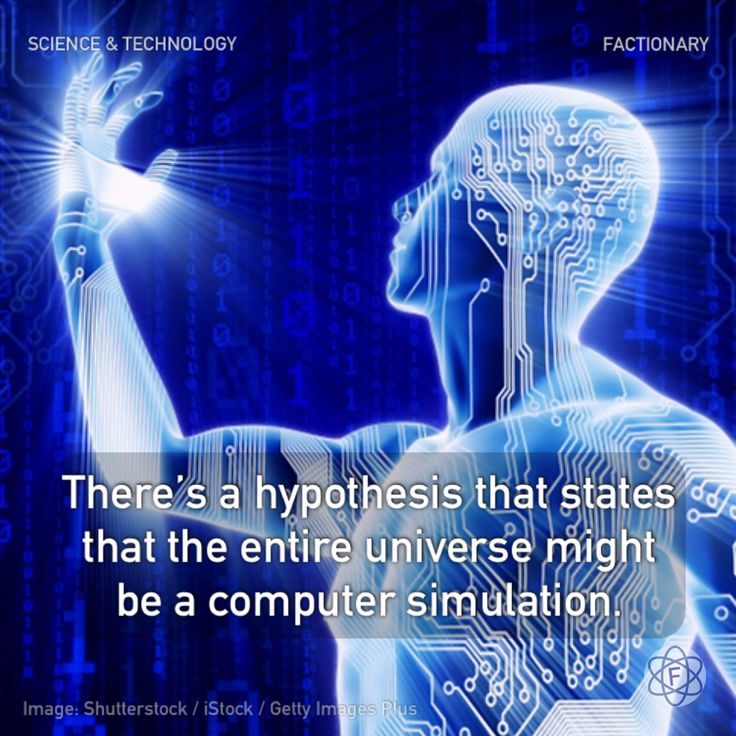 SCIENCE & TECHNOLOGY
FACTIONARY
There's a hypothesis that states
that the entire universe might
be a computer simulation.
F
Image: Shutterstock / iStock / Getty Images Plus